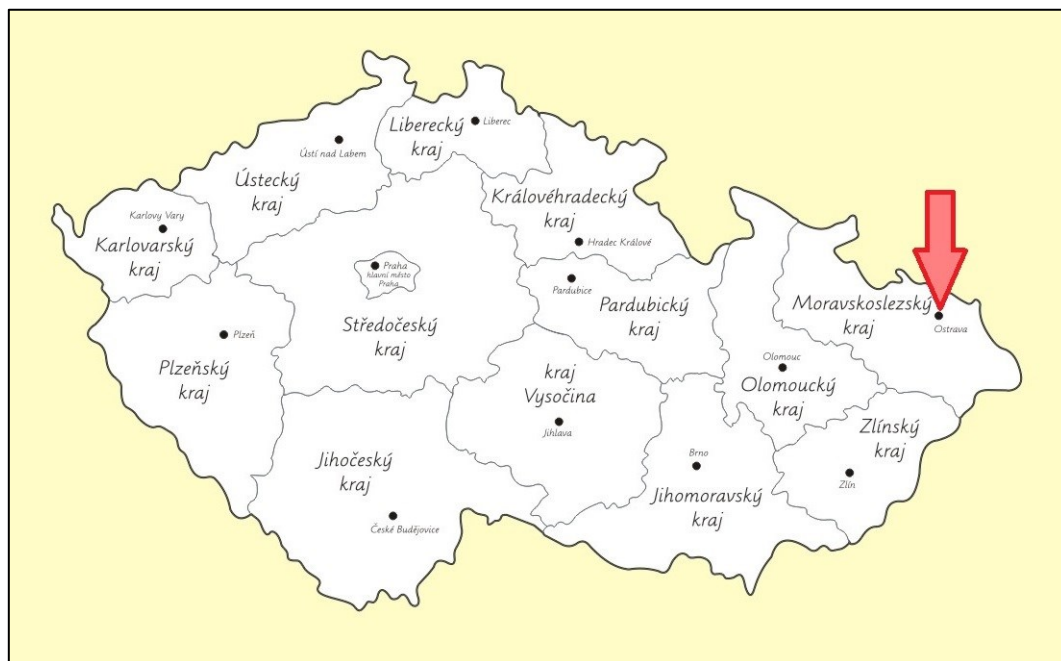 Liberecký
kraj
Liberec
Ústí nad Labem
Ústecký
kraj
Královéhradecký
kraj
Hradec Králové
Karlovy Vary
Karlovarský
kraj
Praha
hlavní město
Praha
Středočeský
kraj
Pardubice
Pardubický
kraj
Moravskoslezský
kraj
Ostrava
Plzeň
Plzeňský
kraj
kraj
Vysočina
Jihlava
Olomouc
Olomoucký
kraj
Zlínský
kraj
Zlín
Jihočeský
kraj
České Budějovice
Brno
Jihomoravský
kraj